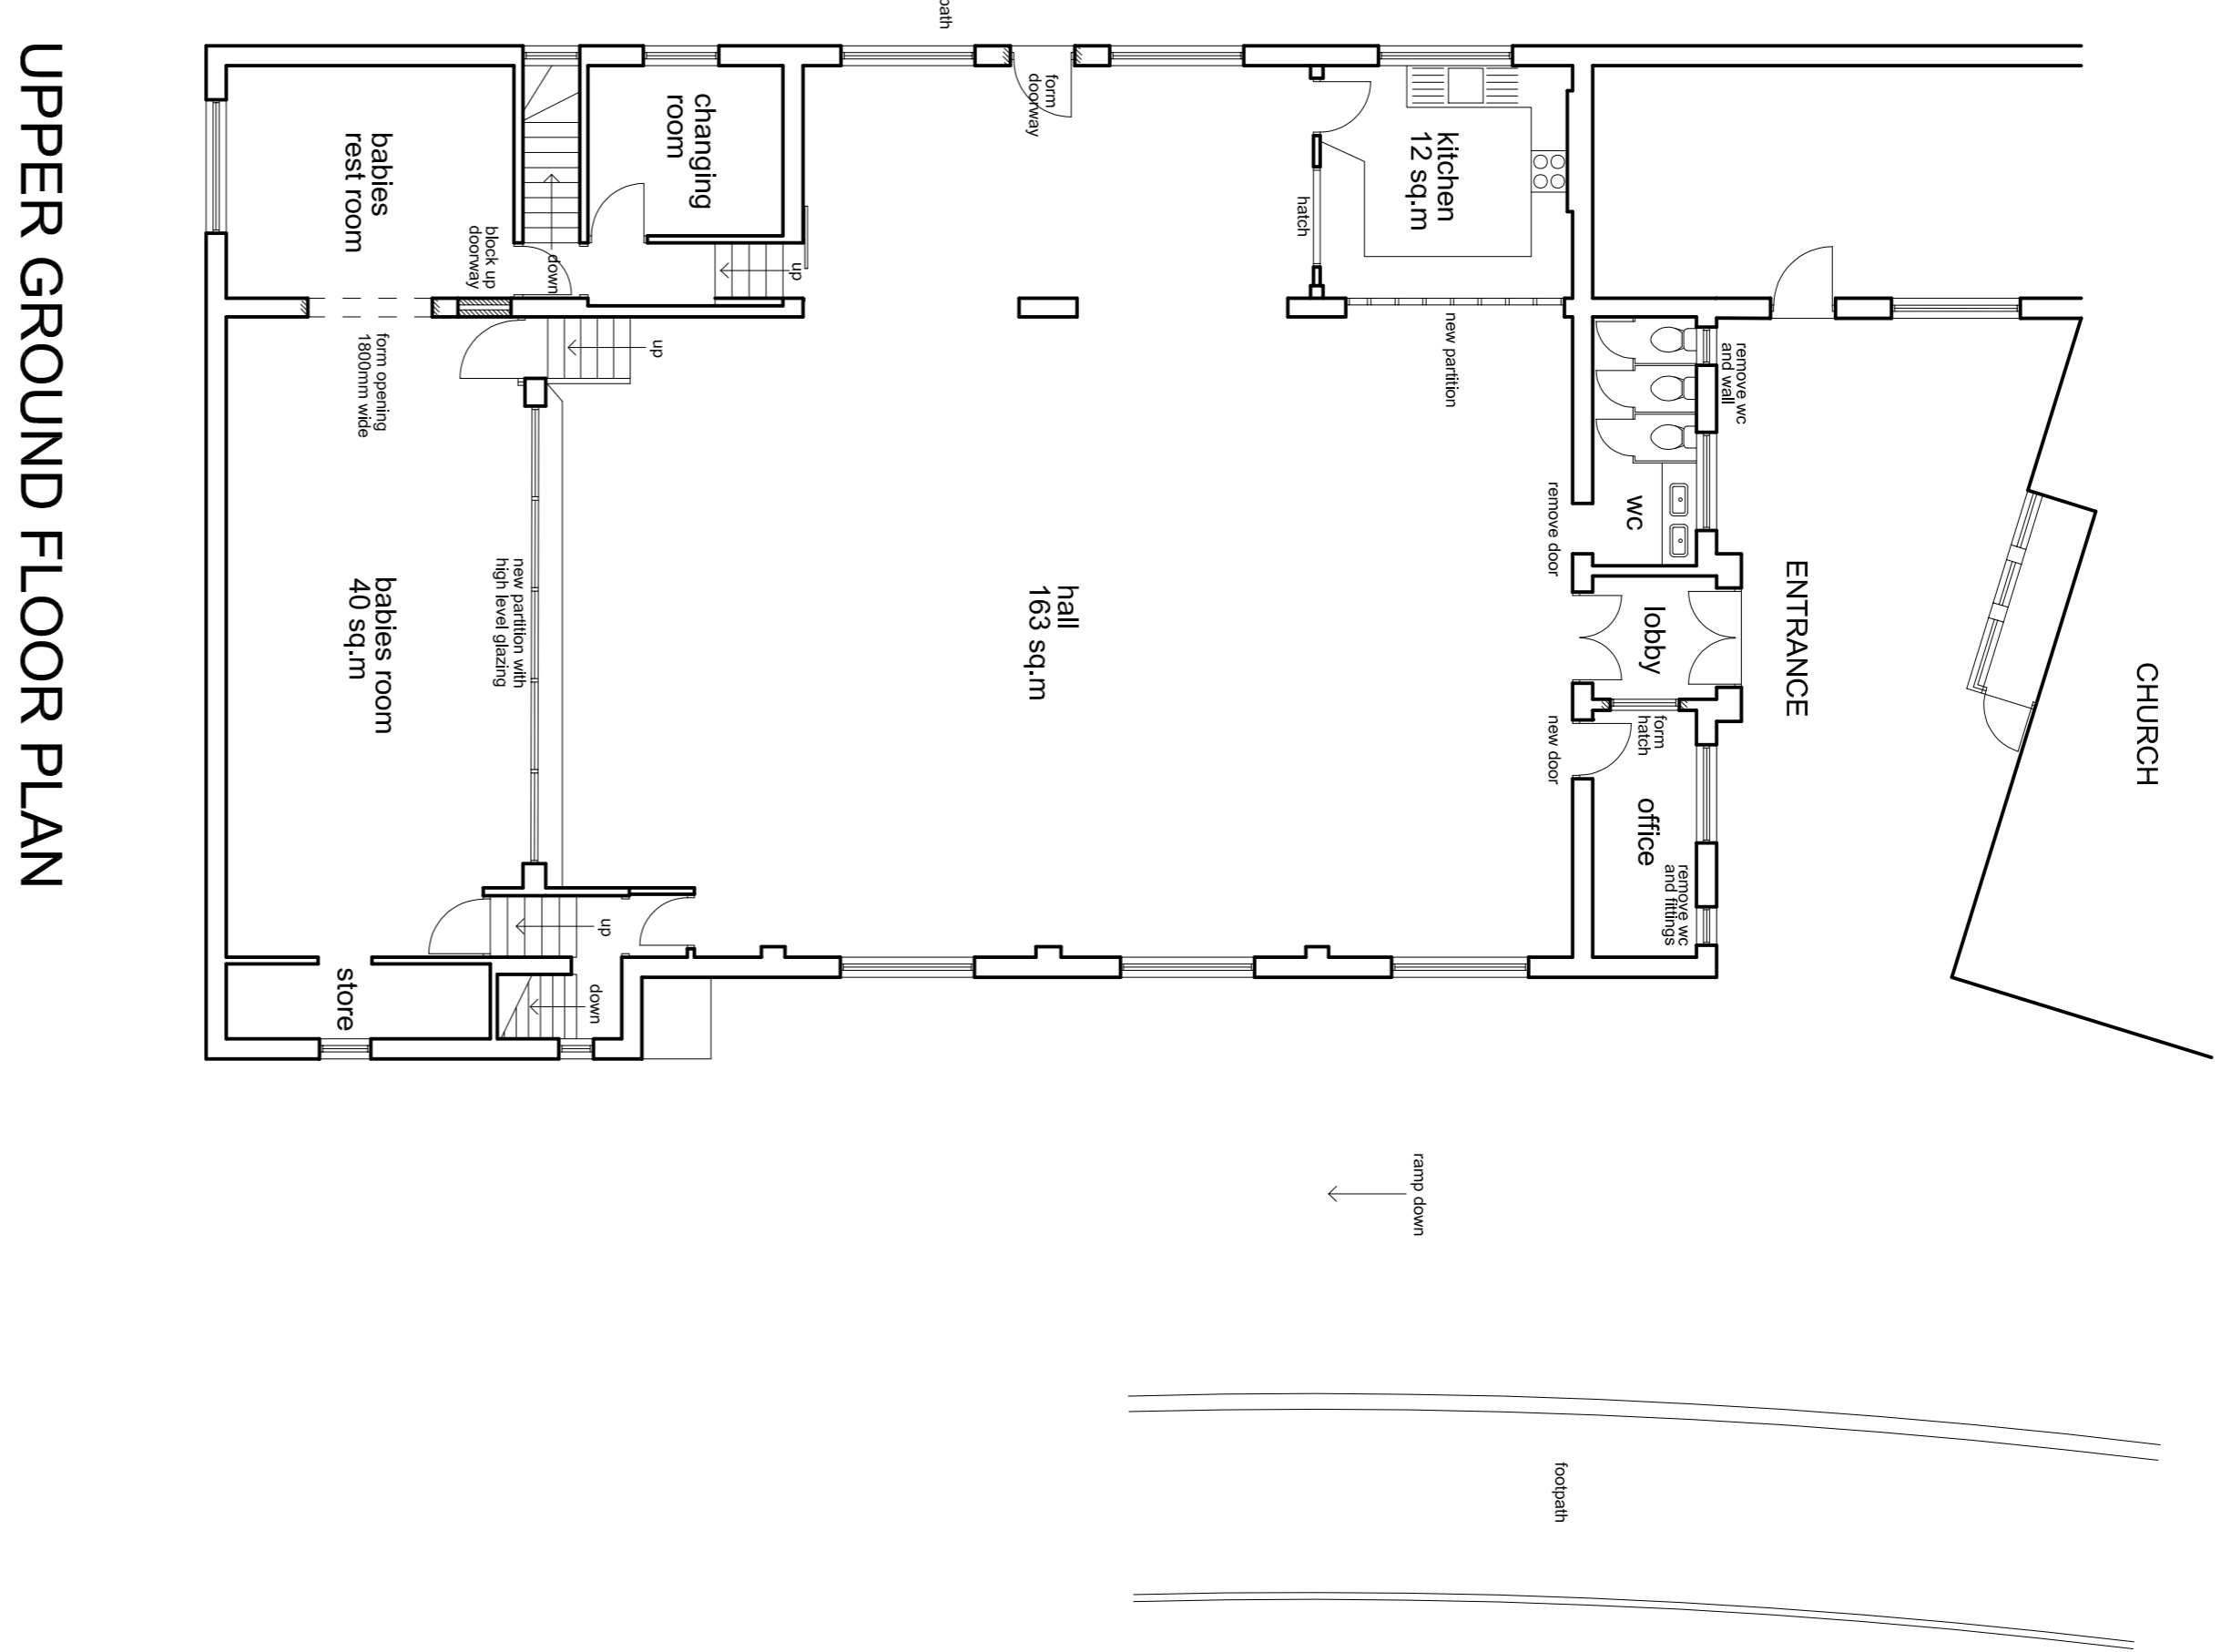 UPPER GROUND FLOOR PLAN
path
CHURCH
ENTRANCE
remove wc
and wall
wc
lobby
form
hatch
office
remove wc
and fittings
remove door
new door
kitchen
12 sq.m
hatch
new partition
form
doorway
hall
163 sq.m
changing
room
up
down
block up
doorway
up
babies
rest room
form opening
1800mm wide
new partition with
high level glazing
babies room
40 sq.m
up
down
store
ramp down
footpath